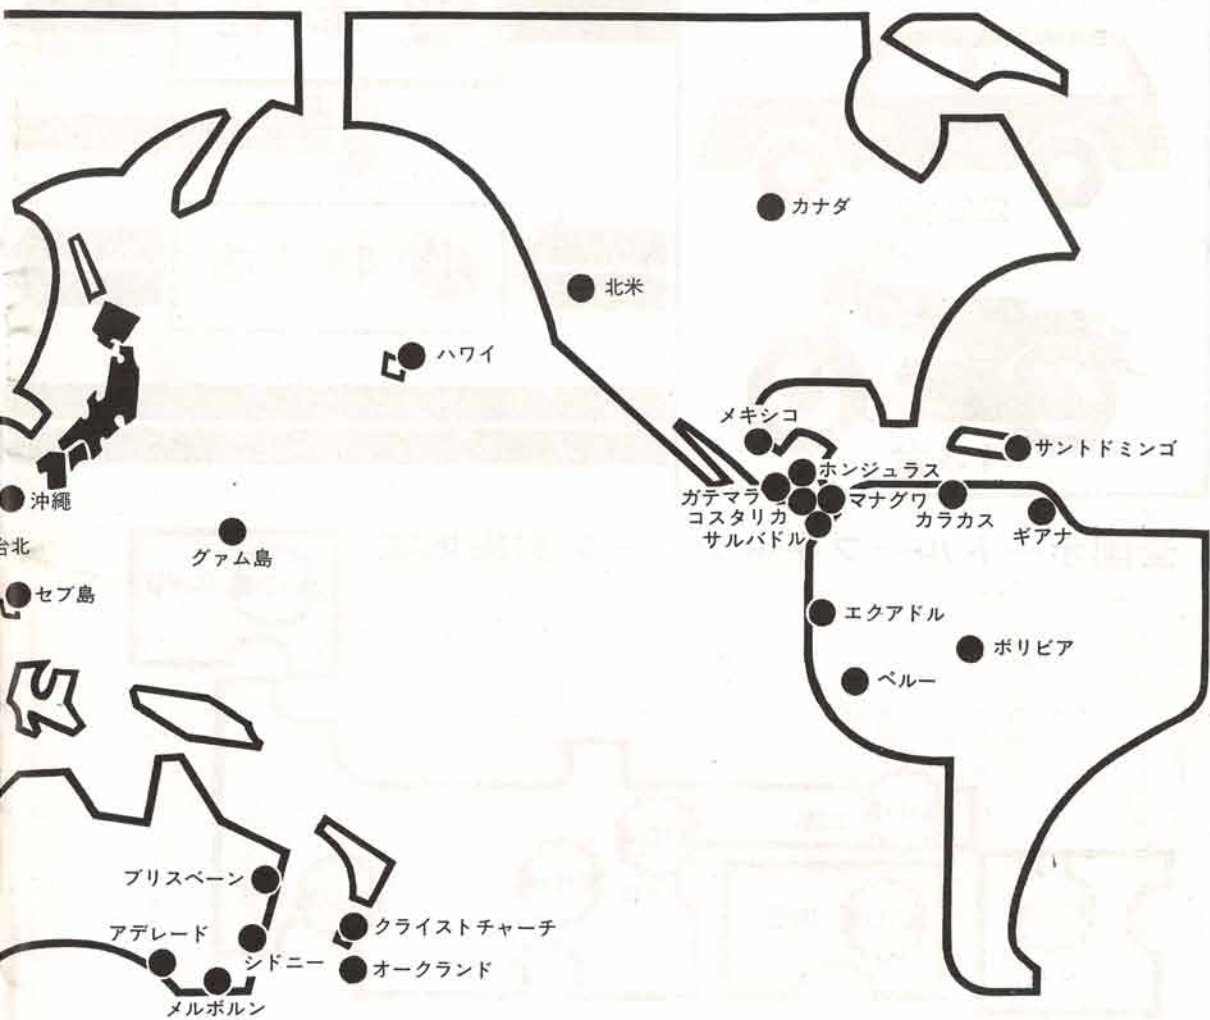 カナダ
北米
ハワイ
メキシコ
サントドミンゴ
ホンジュラス
ガテマラ
マナグワ
コスタリカ
カラカス
サルバドル
ギアナ
沖繩
台北
グァム島
セブ島
エクアドル
ボリビア
ペルー
ブリスベーン
クライストチャーチ
アデレード
シドニー
オークランド
メルボルン